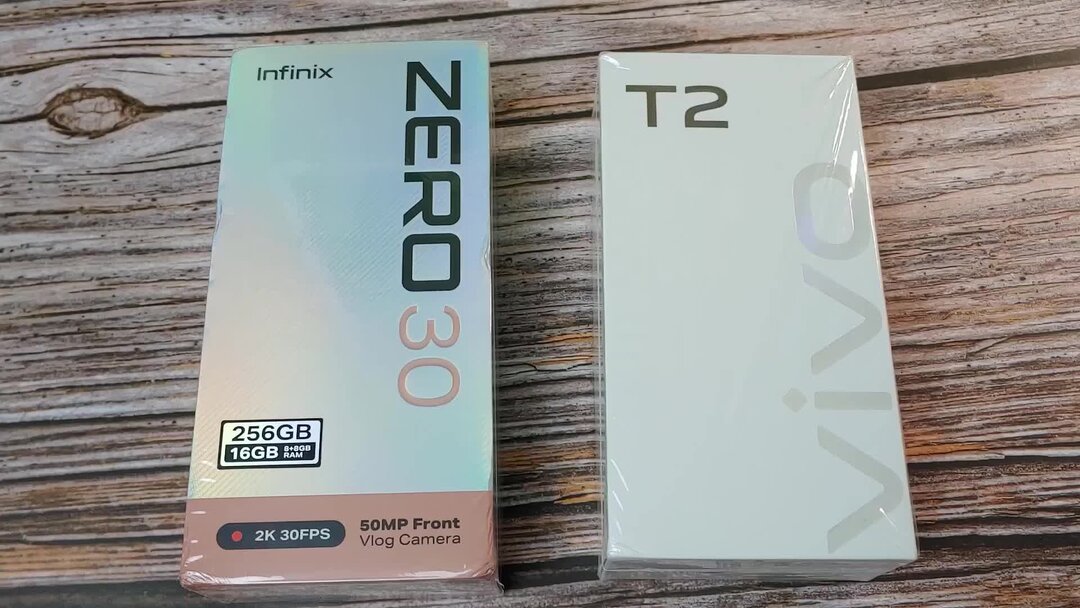 Infinix
ZERO 30
256GB
16GB 8+8GB RAM
2K 30FPS
50MP Front
Vlog Camera
T2
vivo